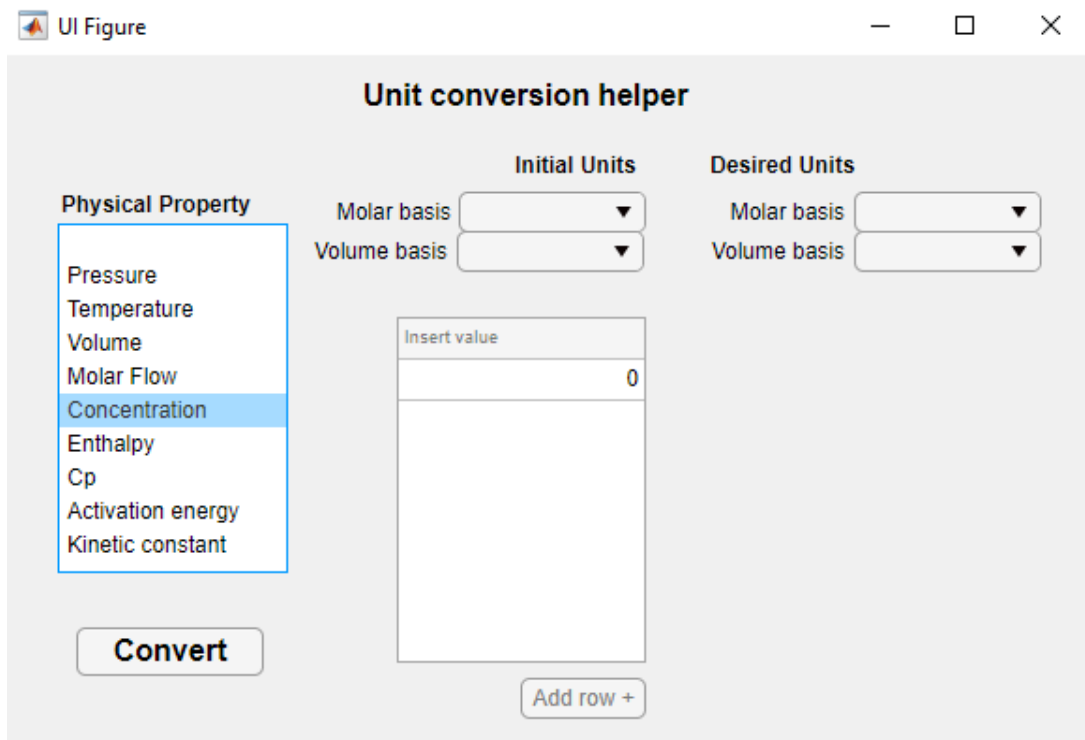 UI Figure
Unit conversion helper
Initial Units
Desired Units
Physical Property
Molar basis
Molar basis
Volume basis
Volume basis
Pressure
Temperature
Volume
Molar Flow
Concentration
Enthalpy
Cp
Activation energy
Kinetic constant
Insert value
0
Convert
Add row +